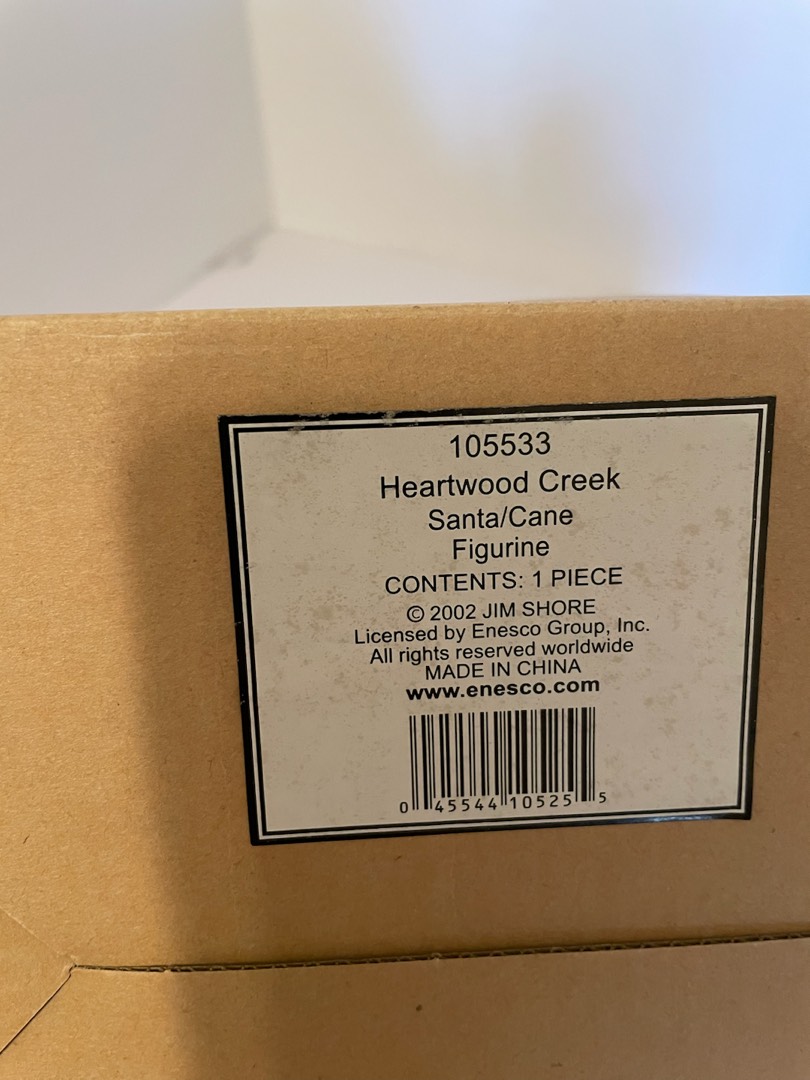 105533
Heartwood Creek
Santa/Cane
Figurine
CONTENTS: 1 PIECE
© 2002 JIM SHORE
Licensed by Enesco Group, Inc.
All rights reserved worldwide
MADE IN CHINA
www.enesco.com
0 45544 10525 5